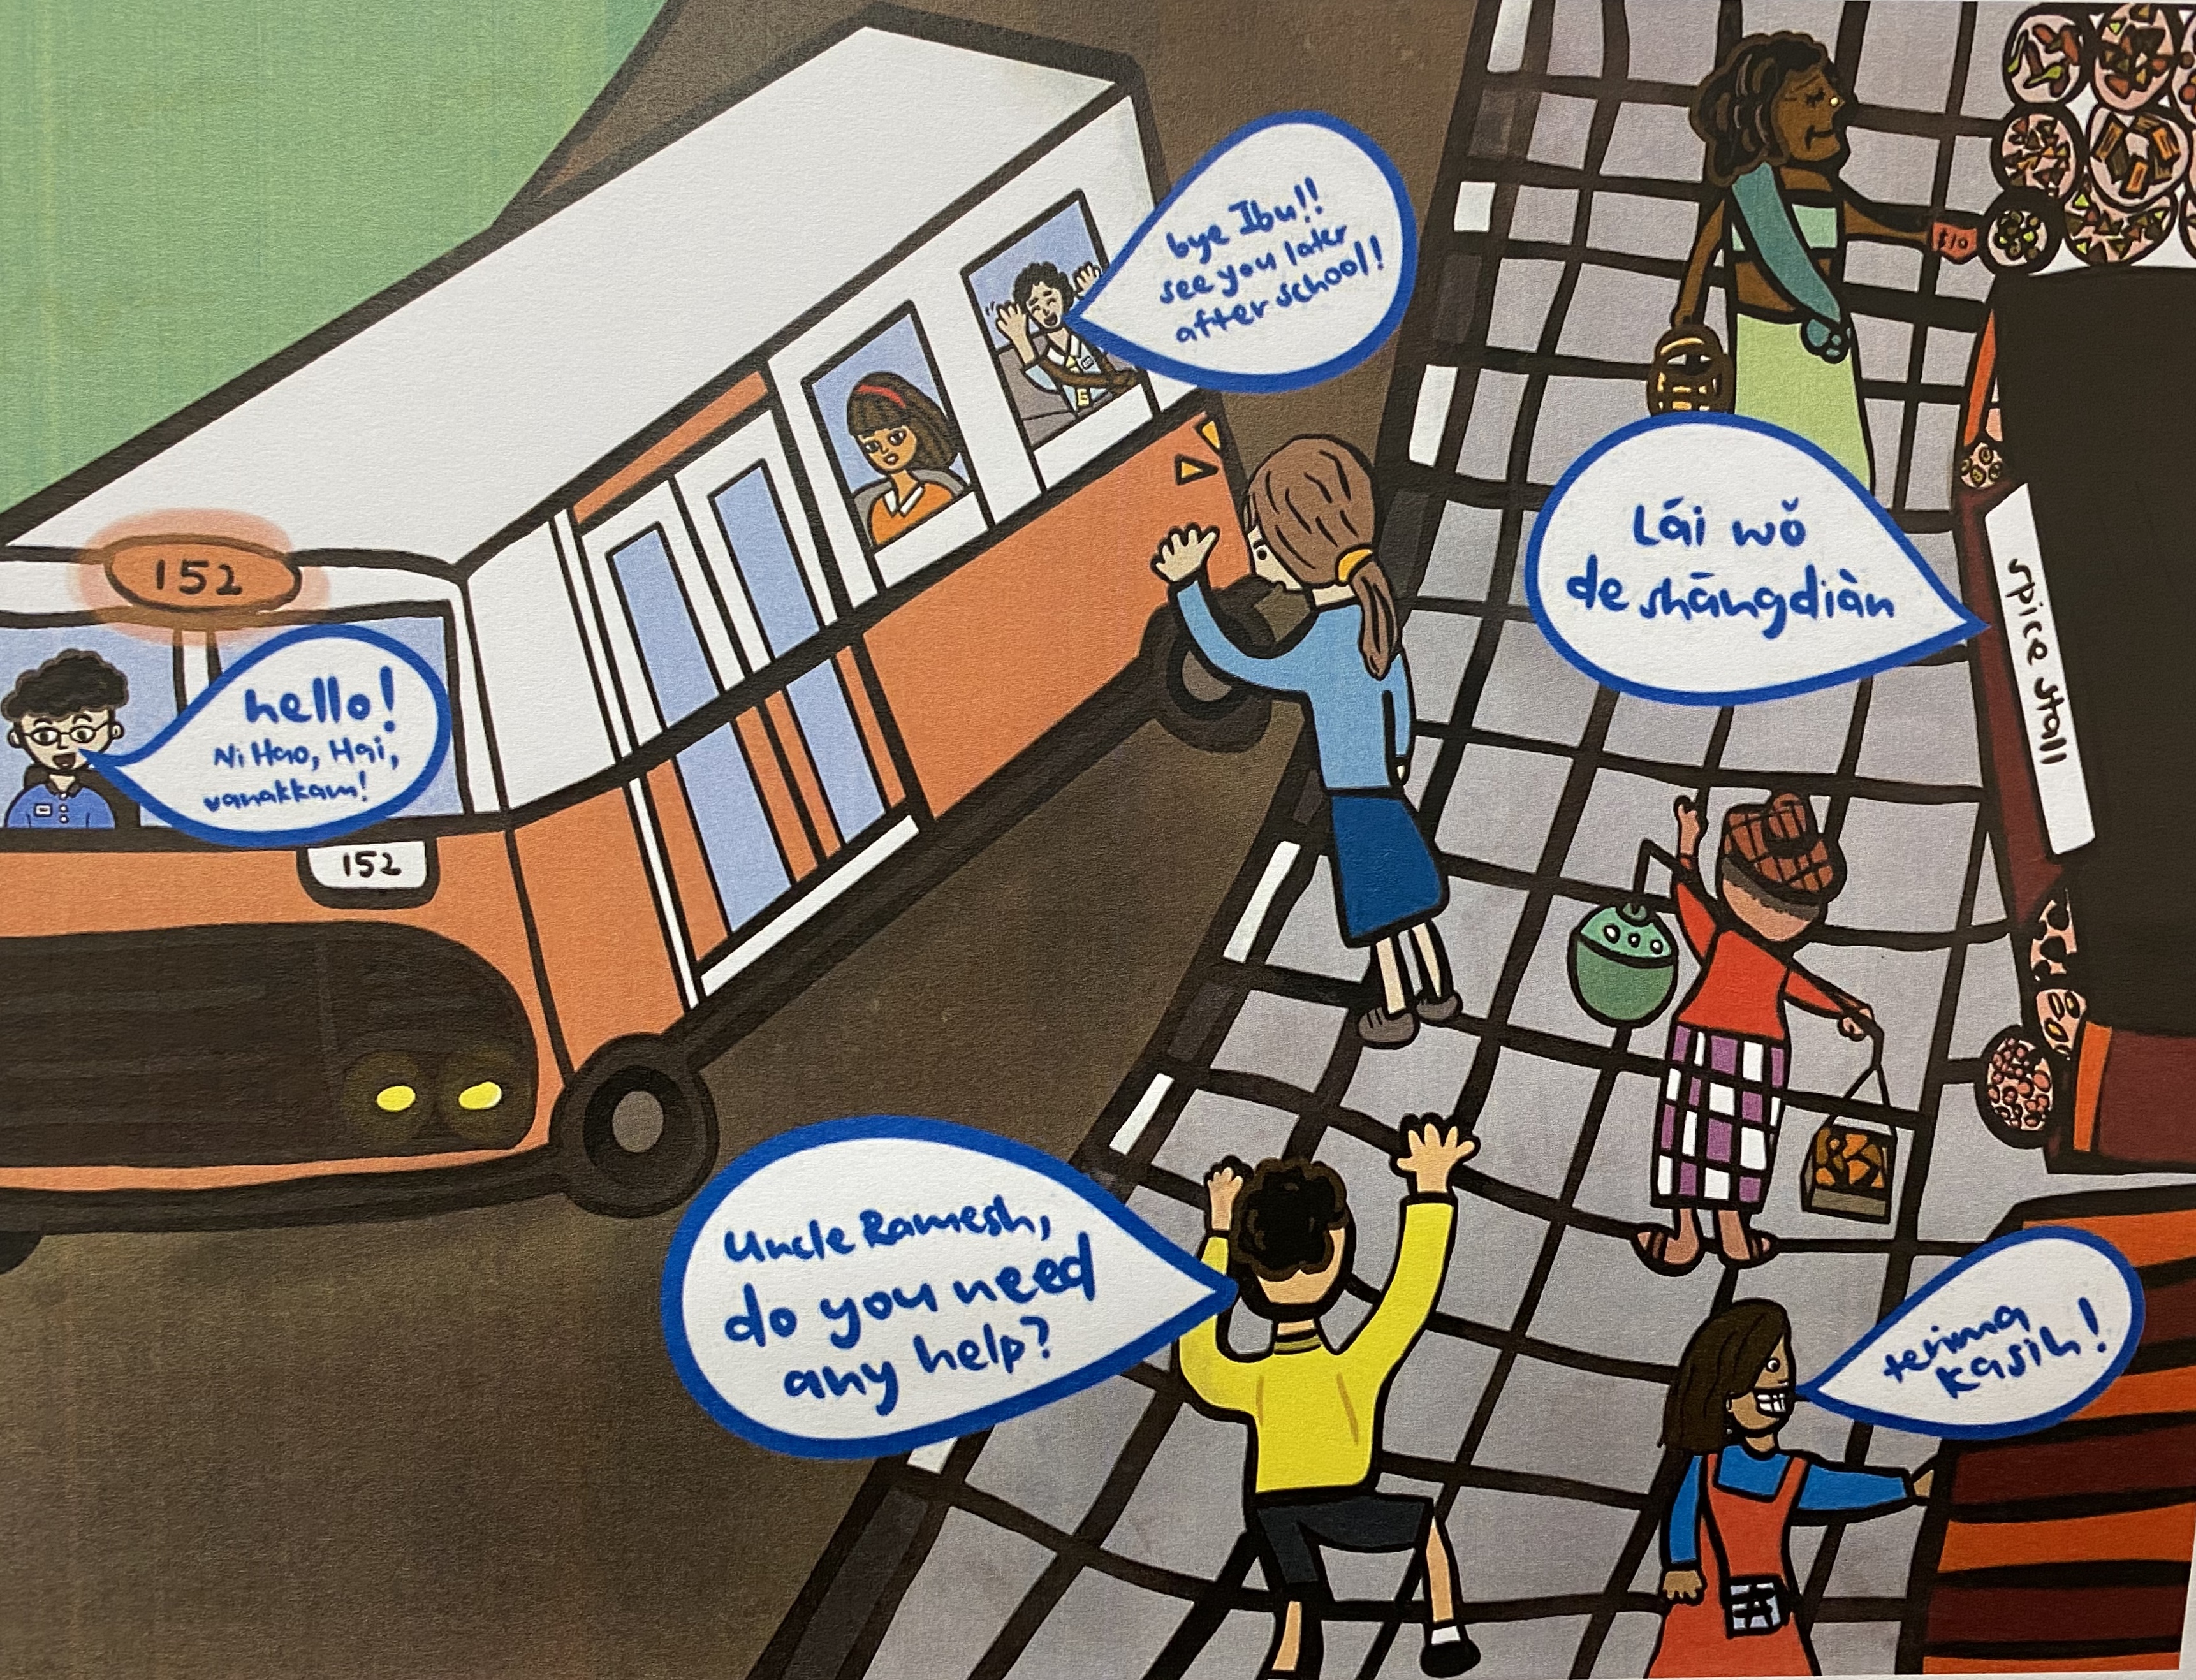 bye Ibu!!
see you later
after school!
$10
152
hello!
Ni Hao, Hai,
vanakkam!
152
Lái wǒ
de shāngdiàn
spice stall
Uncle Ramesh,
do you need
any help?
terima
kasih!